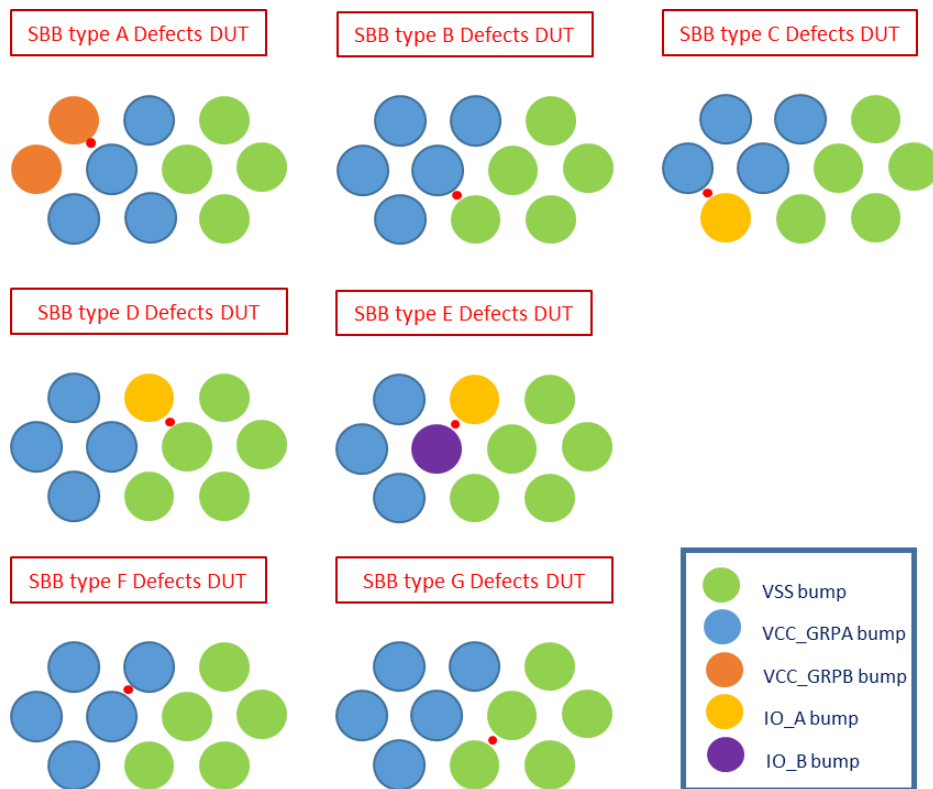 SBB type A Defects DUT
SBB type B Defects DUT
SBB type C Defects DUT
SBB type D Defects DUT
SBB type E Defects DUT
SBB type F Defects DUT
SBB type G Defects DUT
VSS bump
VCC_GRPA bump
VCC_GRPB bump
IO_A bump
IO_B bump